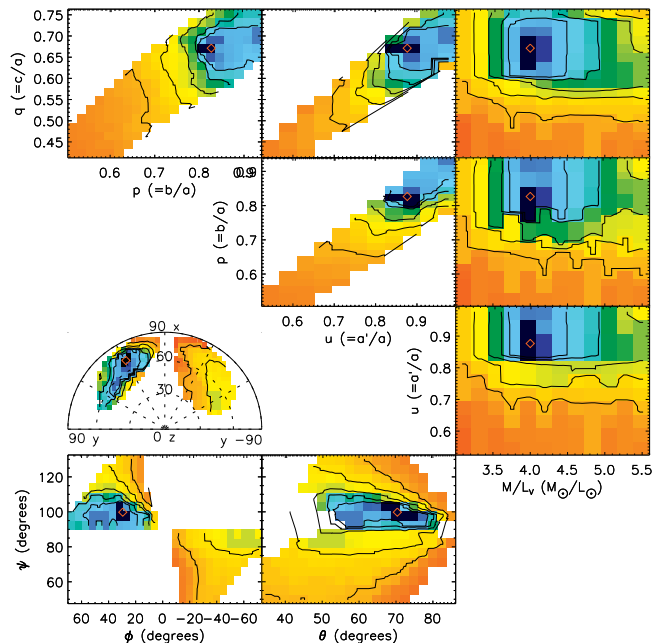 0.75
0.70
0.65
0.60
0.55
0.50
0.45
q (=c/a)
0.6 0.7 0.8 0.9
p (=b/a)
0.9
0.8
0.7
0.6
p (=b/a)
0.6 0.7 0.8 0.9
u (=a'/a)
0.9
0.8
0.7
0.6
u (=a'/a)
3.5 4.0 4.5 5.0 5.5
M/Lv (M⊙/L⊙)
90 x
60
30
90 y 0 z y -90
120
100
80
60
ψ (degrees)
60 40 20 0 -20 -40 -60
φ (degrees)
40 50 60 70 80
θ (degrees)